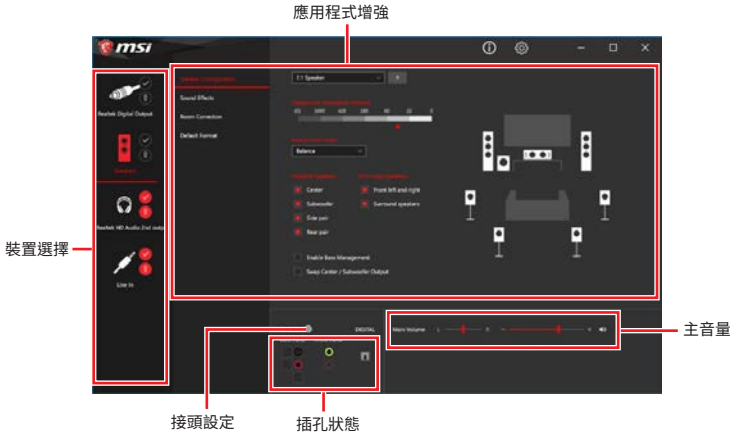 應用程式增強
msi
7.1 Speaker
Realtek Digital Output
Sound Effects
Room Correction
Default Format
Balance
Center
Front left and right
Subwoofer
Surround speakers
Side pair
Rear pair
Realtek HD Audio 2nd output
裝置選擇
Enable Bass Management
Swap Center / Subwoofer Output
Line In
DIGITAL
Main Volume
L
R
主音量
接頭設定
插孔狀態